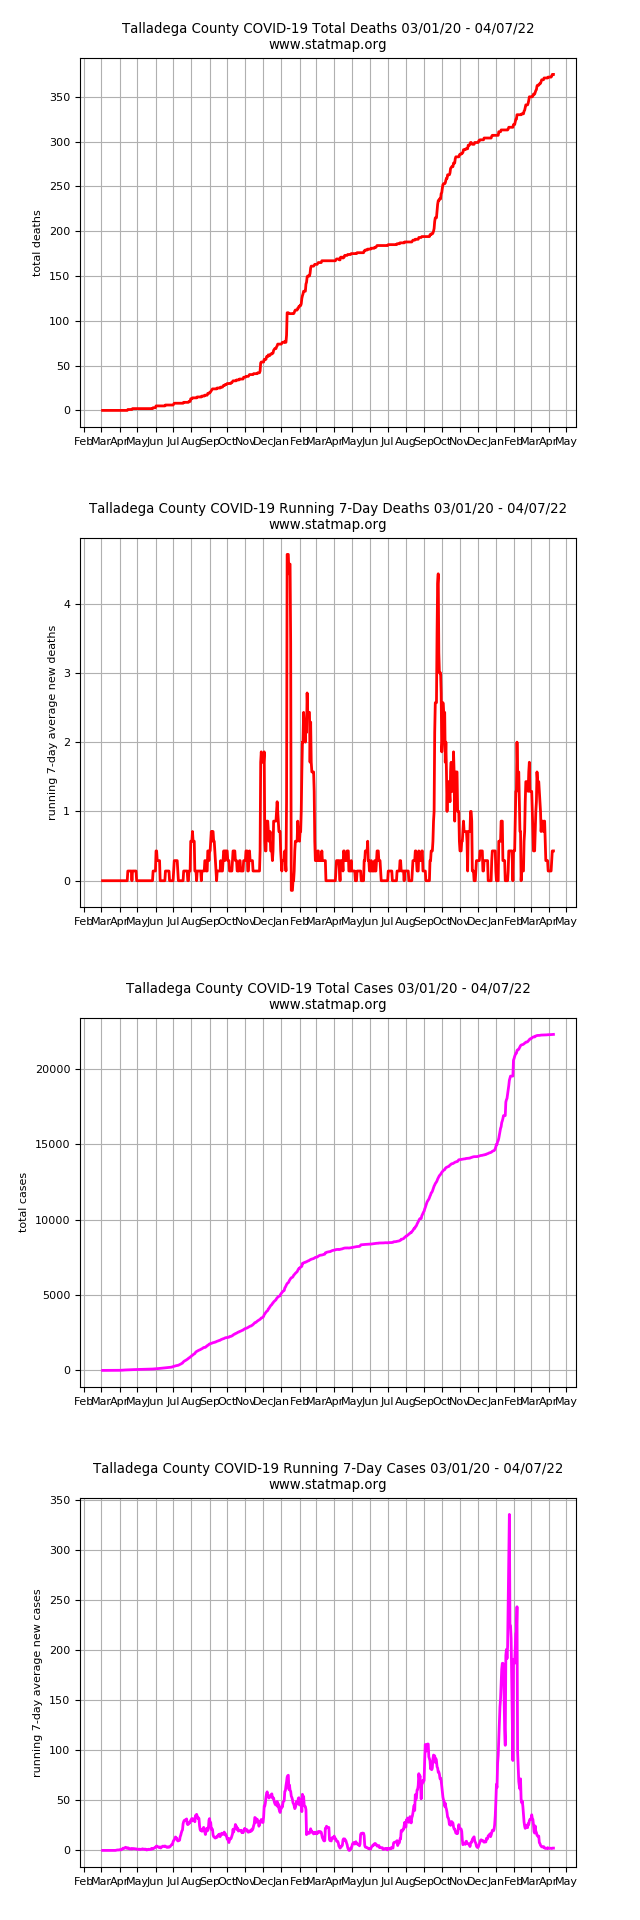 Talladega County COVID-19 Total Deaths 03/01/20 - 04/07/22
www.statmap.org
350
300
250
200
150
100
50
0
total deaths
Feb Mar Apr May Jun Jul Aug Sep Oct Nov Dec Jan Feb Mar Apr May Jun Jul Aug Sep Oct Nov Dec Jan Feb Mar Apr May
Talladega County COVID-19 Running 7-Day Deaths 03/01/20 - 04/07/22
www.statmap.org
4
3
2
1
0
running 7-day average new deaths
Feb Mar Apr May Jun Jul Aug Sep Oct Nov Dec Jan Feb Mar Apr May Jun Jul Aug Sep Oct Nov Dec Jan Feb Mar Apr May
Talladega County COVID-19 Total Cases 03/01/20 - 04/07/22
www.statmap.org
20000
15000
10000
5000
0
total cases
Feb Mar Apr May Jun Jul Aug Sep Oct Nov Dec Jan Feb Mar Apr May Jun Jul Aug Sep Oct Nov Dec Jan Feb Mar Apr May
Talladega County COVID-19 Running 7-Day Cases 03/01/20 - 04/07/22
www.statmap.org
350
300
250
200
150
100
50
0
running 7-day average new cases
Feb Mar Apr May Jun Jul Aug Sep Oct Nov Dec Jan Feb Mar Apr May Jun Jul Aug Sep Oct Nov Dec Jan Feb Mar Apr May